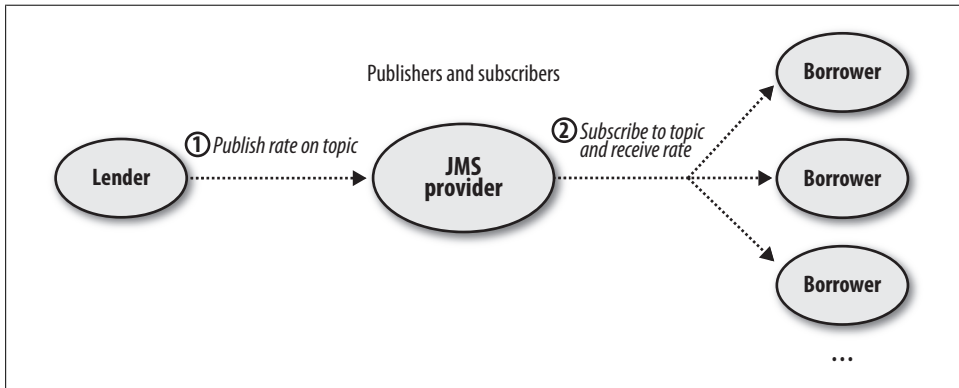 Publishers and subscribers
Borrower
① Publish rate on topic
② Subscribe to topic
and receive rate
Lender
JMS
provider
Borrower
Borrower
...